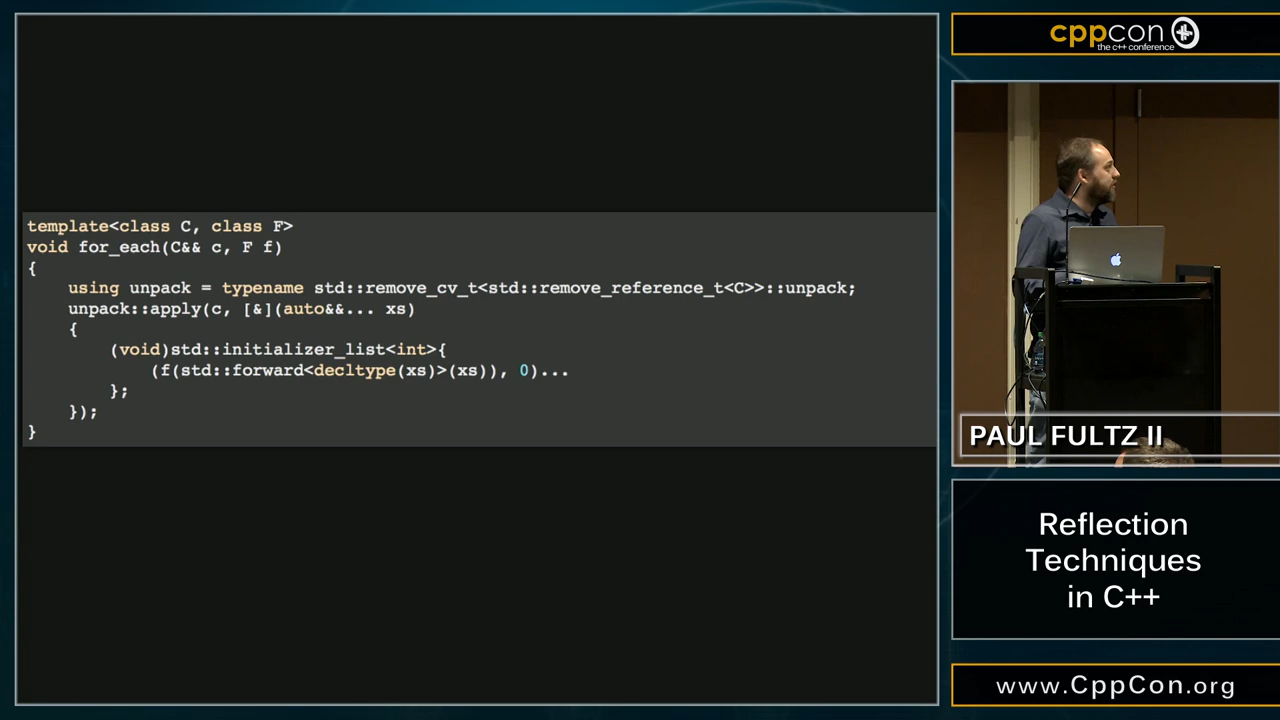 template<class C, class F>
void for_each(C&& c, F f)
{
    using unpack = typename std::remove_cv_t<std::remove_reference_t<C>>::unpack;
    unpack::apply(c, [&](auto&&... xs)
    {
        (void)std::initializer_list<int>{
            (f(std::forward<decltype(xs)>(xs)), 0)...
        };
    });
}
cppcon
the c++ conference
PAUL FULTZ II
Reflection
Techniques
in C++
www.CppCon.org